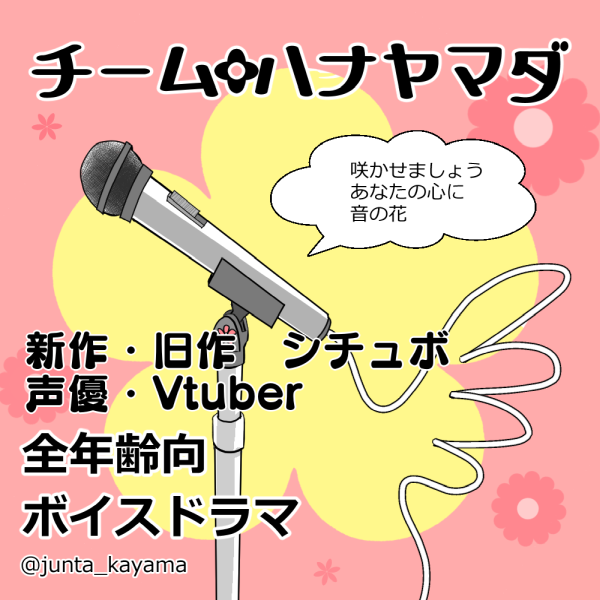 チーム✿ハナヤマダ
咲かせましょう
あなたの心に
音の花
新作・旧作　シチュボ
声優・Vtuber
全年齢向
ボイスドラマ
@junta_kayama